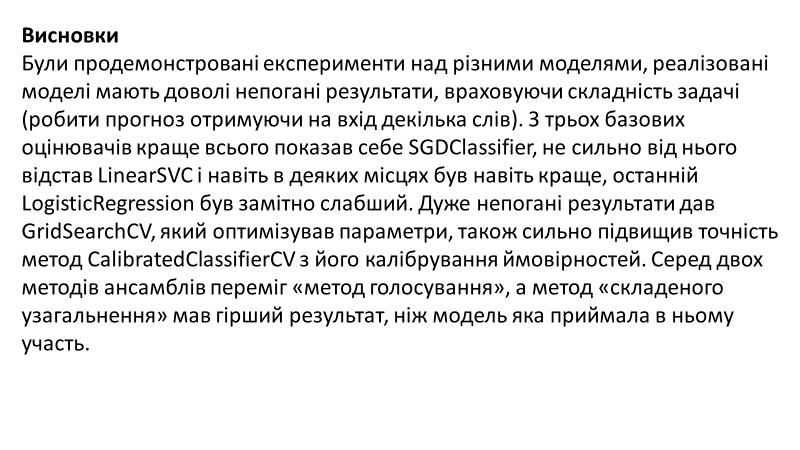 Висновки
Були продемонстровані експерименти над різними моделями, реалізовані
моделі мають доволі непогані результати, враховуючи складність задачі
(робити прогноз отримуючи на вхід декілька слів). З трьох базових
оцінювачів краще всього показав себе SGDClassifier, не сильно від нього
відстав LinearSVC і навіть в деяких місцях був навіть краще, останній
LogisticRegression був замітно слабший. Дуже непогані результати дав
GridSearchCV, який оптимізував параметри, також сильно підвищив точність
метод CalibratedClassifierCV з його калібрування ймовірностей. Серед двох
методів ансамблів переміг «метод голосування», а метод «складеного
узагальнення» мав гірший результат, ніж модель яка приймала в ньому
участь.